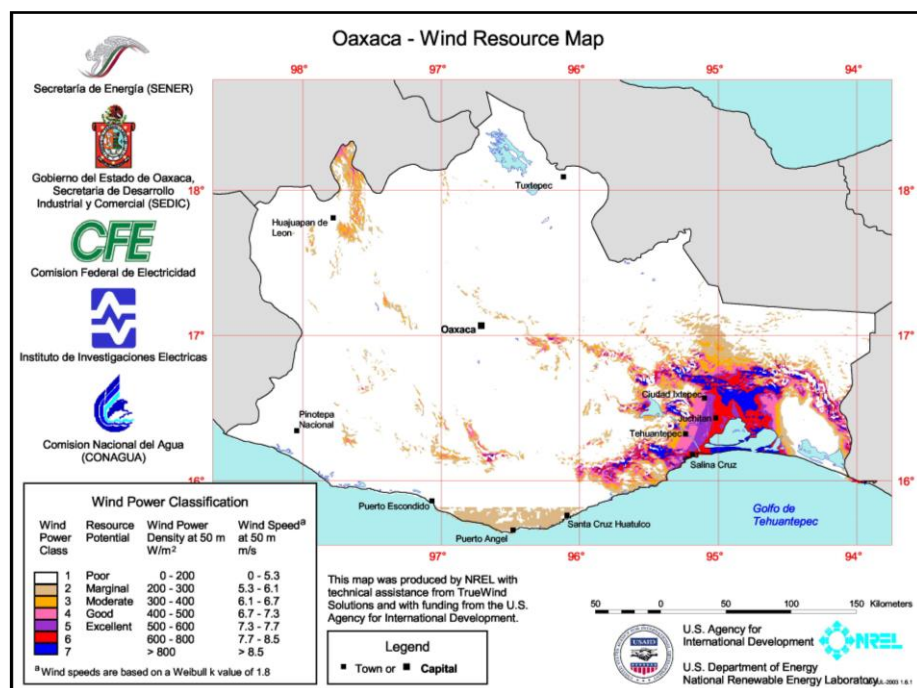 Oaxaca - Wind Resource Map
Secretaría de Energía (SENER)
Gobierno del Estado de Oaxaca,
Secretaria de Desarrollo
Industrial y Comercial (SEDIC)
CFE
Comision Federal de Electricidad
Instituto de Investigaciones Electricas
Comision Nacional del Agua
(CONAGUA)
98° 97° 96° 95° 94°
18° 18°
Tuxtepec
Huajuapan de
Leon
17° Oaxaca 17°
Ciudad Ixtepec
Juchitan
Pinotepa
Nacional
Tehuantepec
Salina Cruz
16° 16°
Puerto Escondido
Santa Cruz Huatulco
Golfo de
Tehuantepec
Puerto Angel
97° 96° 95° 94°
Wind Power Classification
Wind Power Class Resource Potential Wind Power Density at 50 m W/m² Wind Speedᵃ at 50 m m/s
1 Poor 0 - 200 0 - 5.3
2 Marginal 200 - 300 5.3 - 6.1
3 Moderate 300 - 400 6.1 - 6.7
4 Good 400 - 500 6.7 - 7.3
5 Excellent 500 - 600 7.3 - 7.7
6 600 - 800 7.7 - 8.5
7 > 800 > 8.5
ᵃ Wind speeds are based on a Weibull k value of 1.8
This map was produced by NREL with
technical assistance from TrueWind
Solutions and with funding from the U.S.
Agency for International Development.
Legend
Town or Capital
50 0 50 100 150 Kilometers
USAID
U.S. Agency for
International Development
NREL
U.S. Department of Energy
National Renewable Energy Laboratory